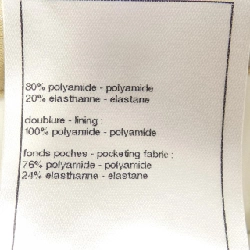 80% polyamide - polyamide
20% elasthanne - elastane
doublure - lining :
100% polyamide - polyamide
fonds poches - pocketing fabric :
76% polyamide - polyamide
24% elasthanne - elastane